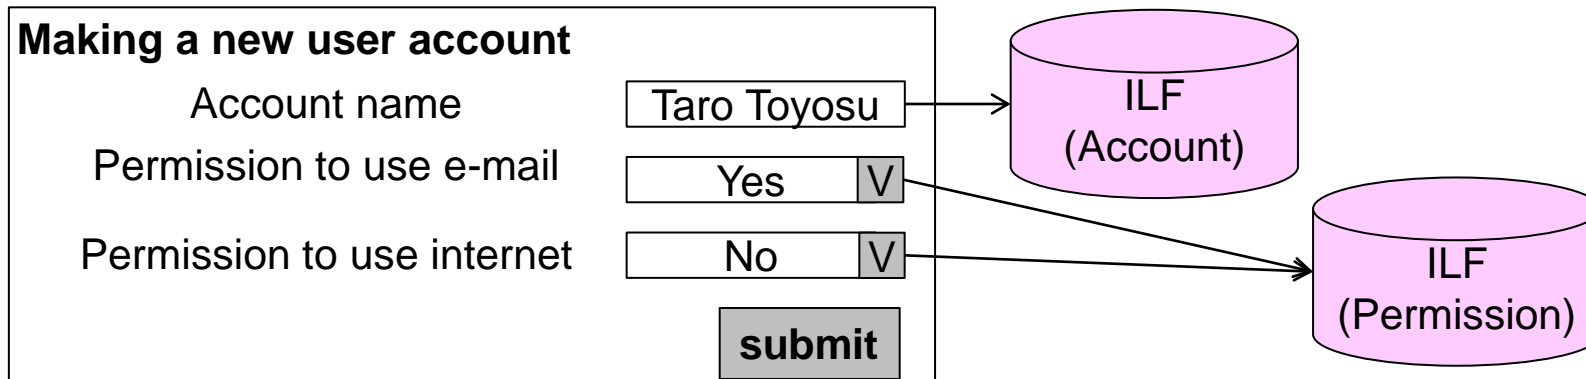 Making a new user account
Account name
Taro Toyosu
Permission to use e-mail
Yes V
Permission to use internet
No V
submit
ILF
(Account)
ILF
(Permission)